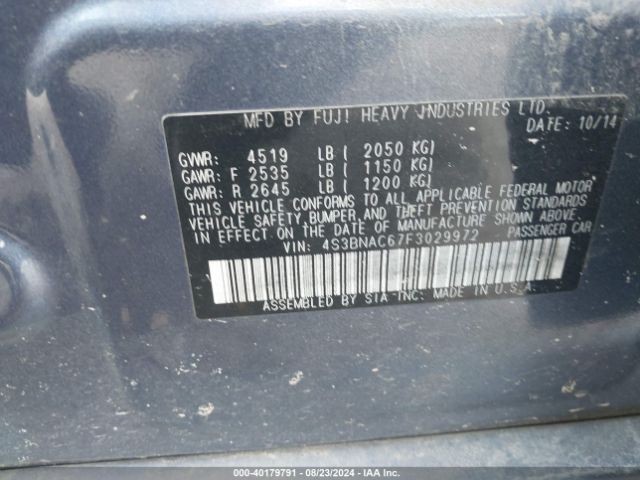 MFD BY FUJI HEAVY INDUSTRIES LTD.
DATE: 10/14
GVWR: 4519 LB ( 2050 KG)
GAWR: F 2535 LB ( 1150 KG)
GAWR: R 2645 LB ( 1200 KG)
THIS VEHICLE CONFORMS TO ALL APPLICABLE FEDERAL MOTOR
VEHICLE SAFETY, BUMPER, AND THEFT PREVENTION STANDARDS
IN EFFECT ON THE DATE OF MANUFACTURE SHOWN ABOVE.
VIN: 4S3BNAC67F3029972 PASSENGER CAR
ASSEMBLED BY SIA INC. MADE IN U.S.A.
000-40179791 - 08/23/2024 - IAA Inc.